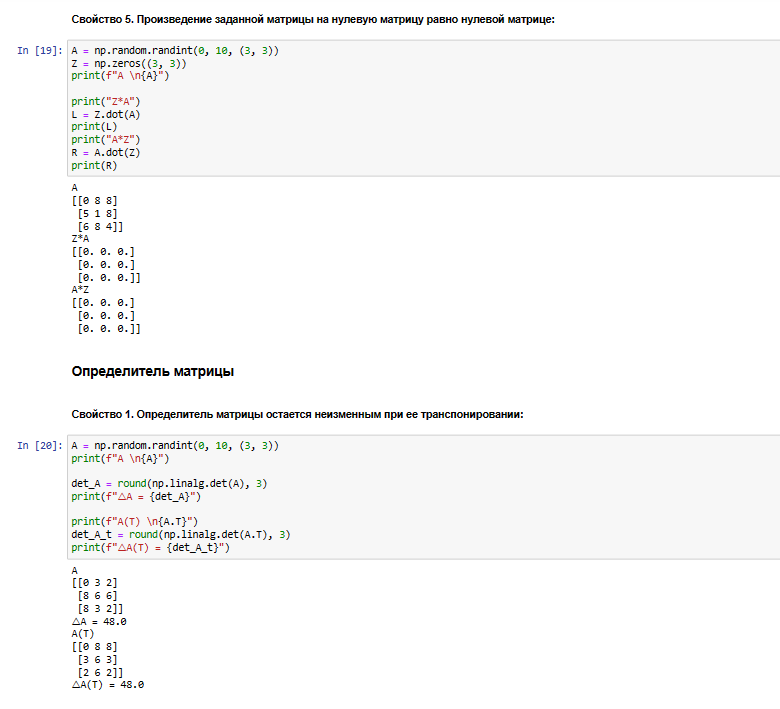 Свойство 5. Произведение заданной матрицы на нулевую матрицу равно нулевой матрице:
In [19]: A = np.random.randint(0, 10, (3, 3))
Z = np.zeros((3, 3))
print(f"A \n{A}")
print("Z*A")
L = Z.dot(A)
print(L)
print("A*Z")
R = A.dot(Z)
print(R)
A
[[0 8 8]
 [5 1 8]
 [6 8 4]]
Z*A
[[0. 0. 0.]
 [0. 0. 0.]
 [0. 0. 0.]]
A*Z
[[0. 0. 0.]
 [0. 0. 0.]
 [0. 0. 0.]]
Определитель матрицы
Свойство 1. Определитель матрицы остается неизменным при ее транспонировании:
In [20]: A = np.random.randint(0, 10, (3, 3))
print(f"A \n{A}")
det_A = round(np.linalg.det(A), 3)
print(f"△A = {det_A}")
print(f"A(T) \n{A.T}")
det_A_t = round(np.linalg.det(A.T), 3)
print(f"△A(T) = {det_A_t}")
A
[[0 3 2]
 [8 6 6]
 [8 3 2]]
△A = 48.0
A(T)
[[0 8 8]
 [3 6 3]
 [2 6 2]]
△A(T) = 48.0